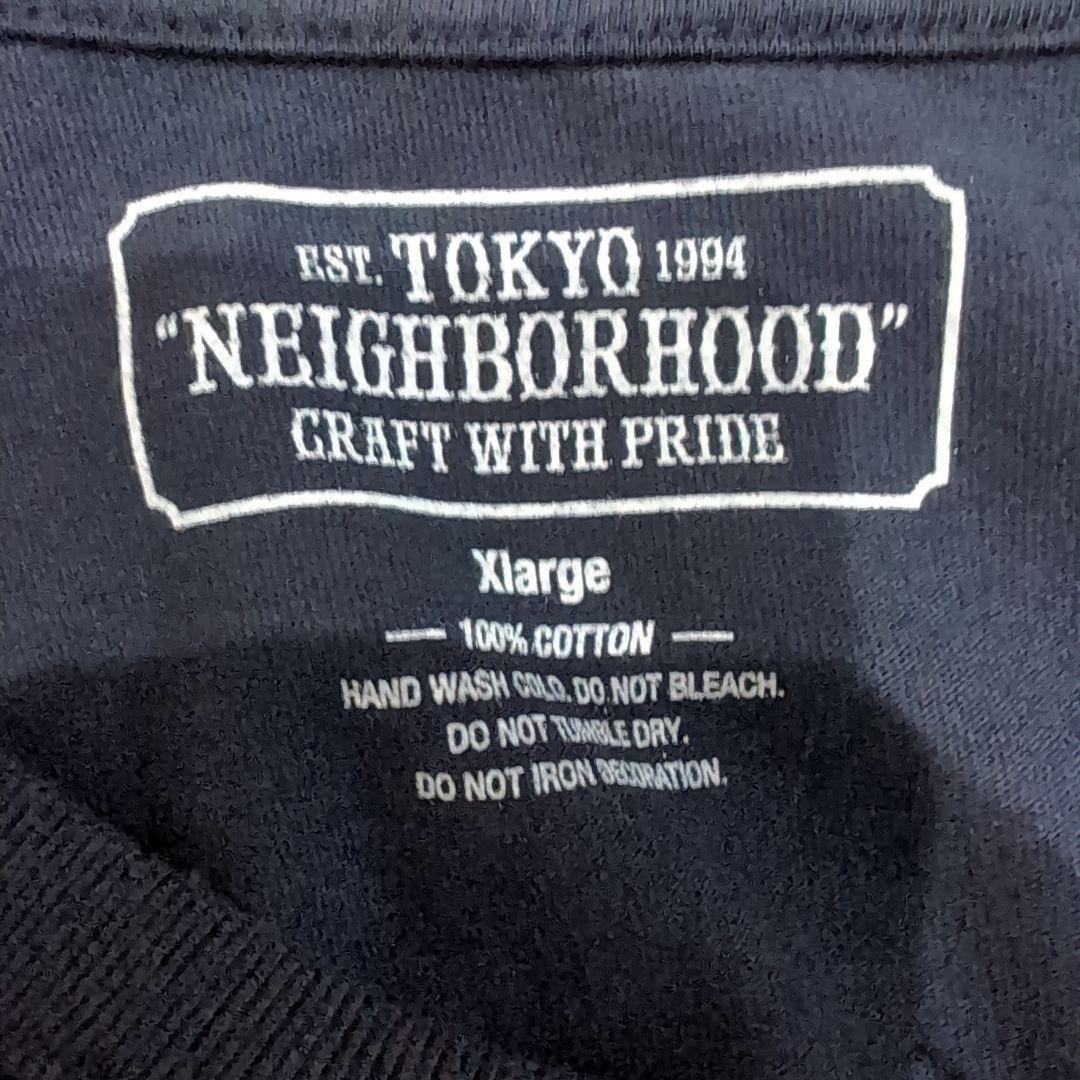 EST. TOKYO 1994
"NEIGHBORHOOD"
CRAFT WITH PRIDE
Xlarge
100% COTTON
HAND WASH COLD. DO NOT BLEACH.
DO NOT TUMBLE DRY.
DO NOT IRON DECORATION.